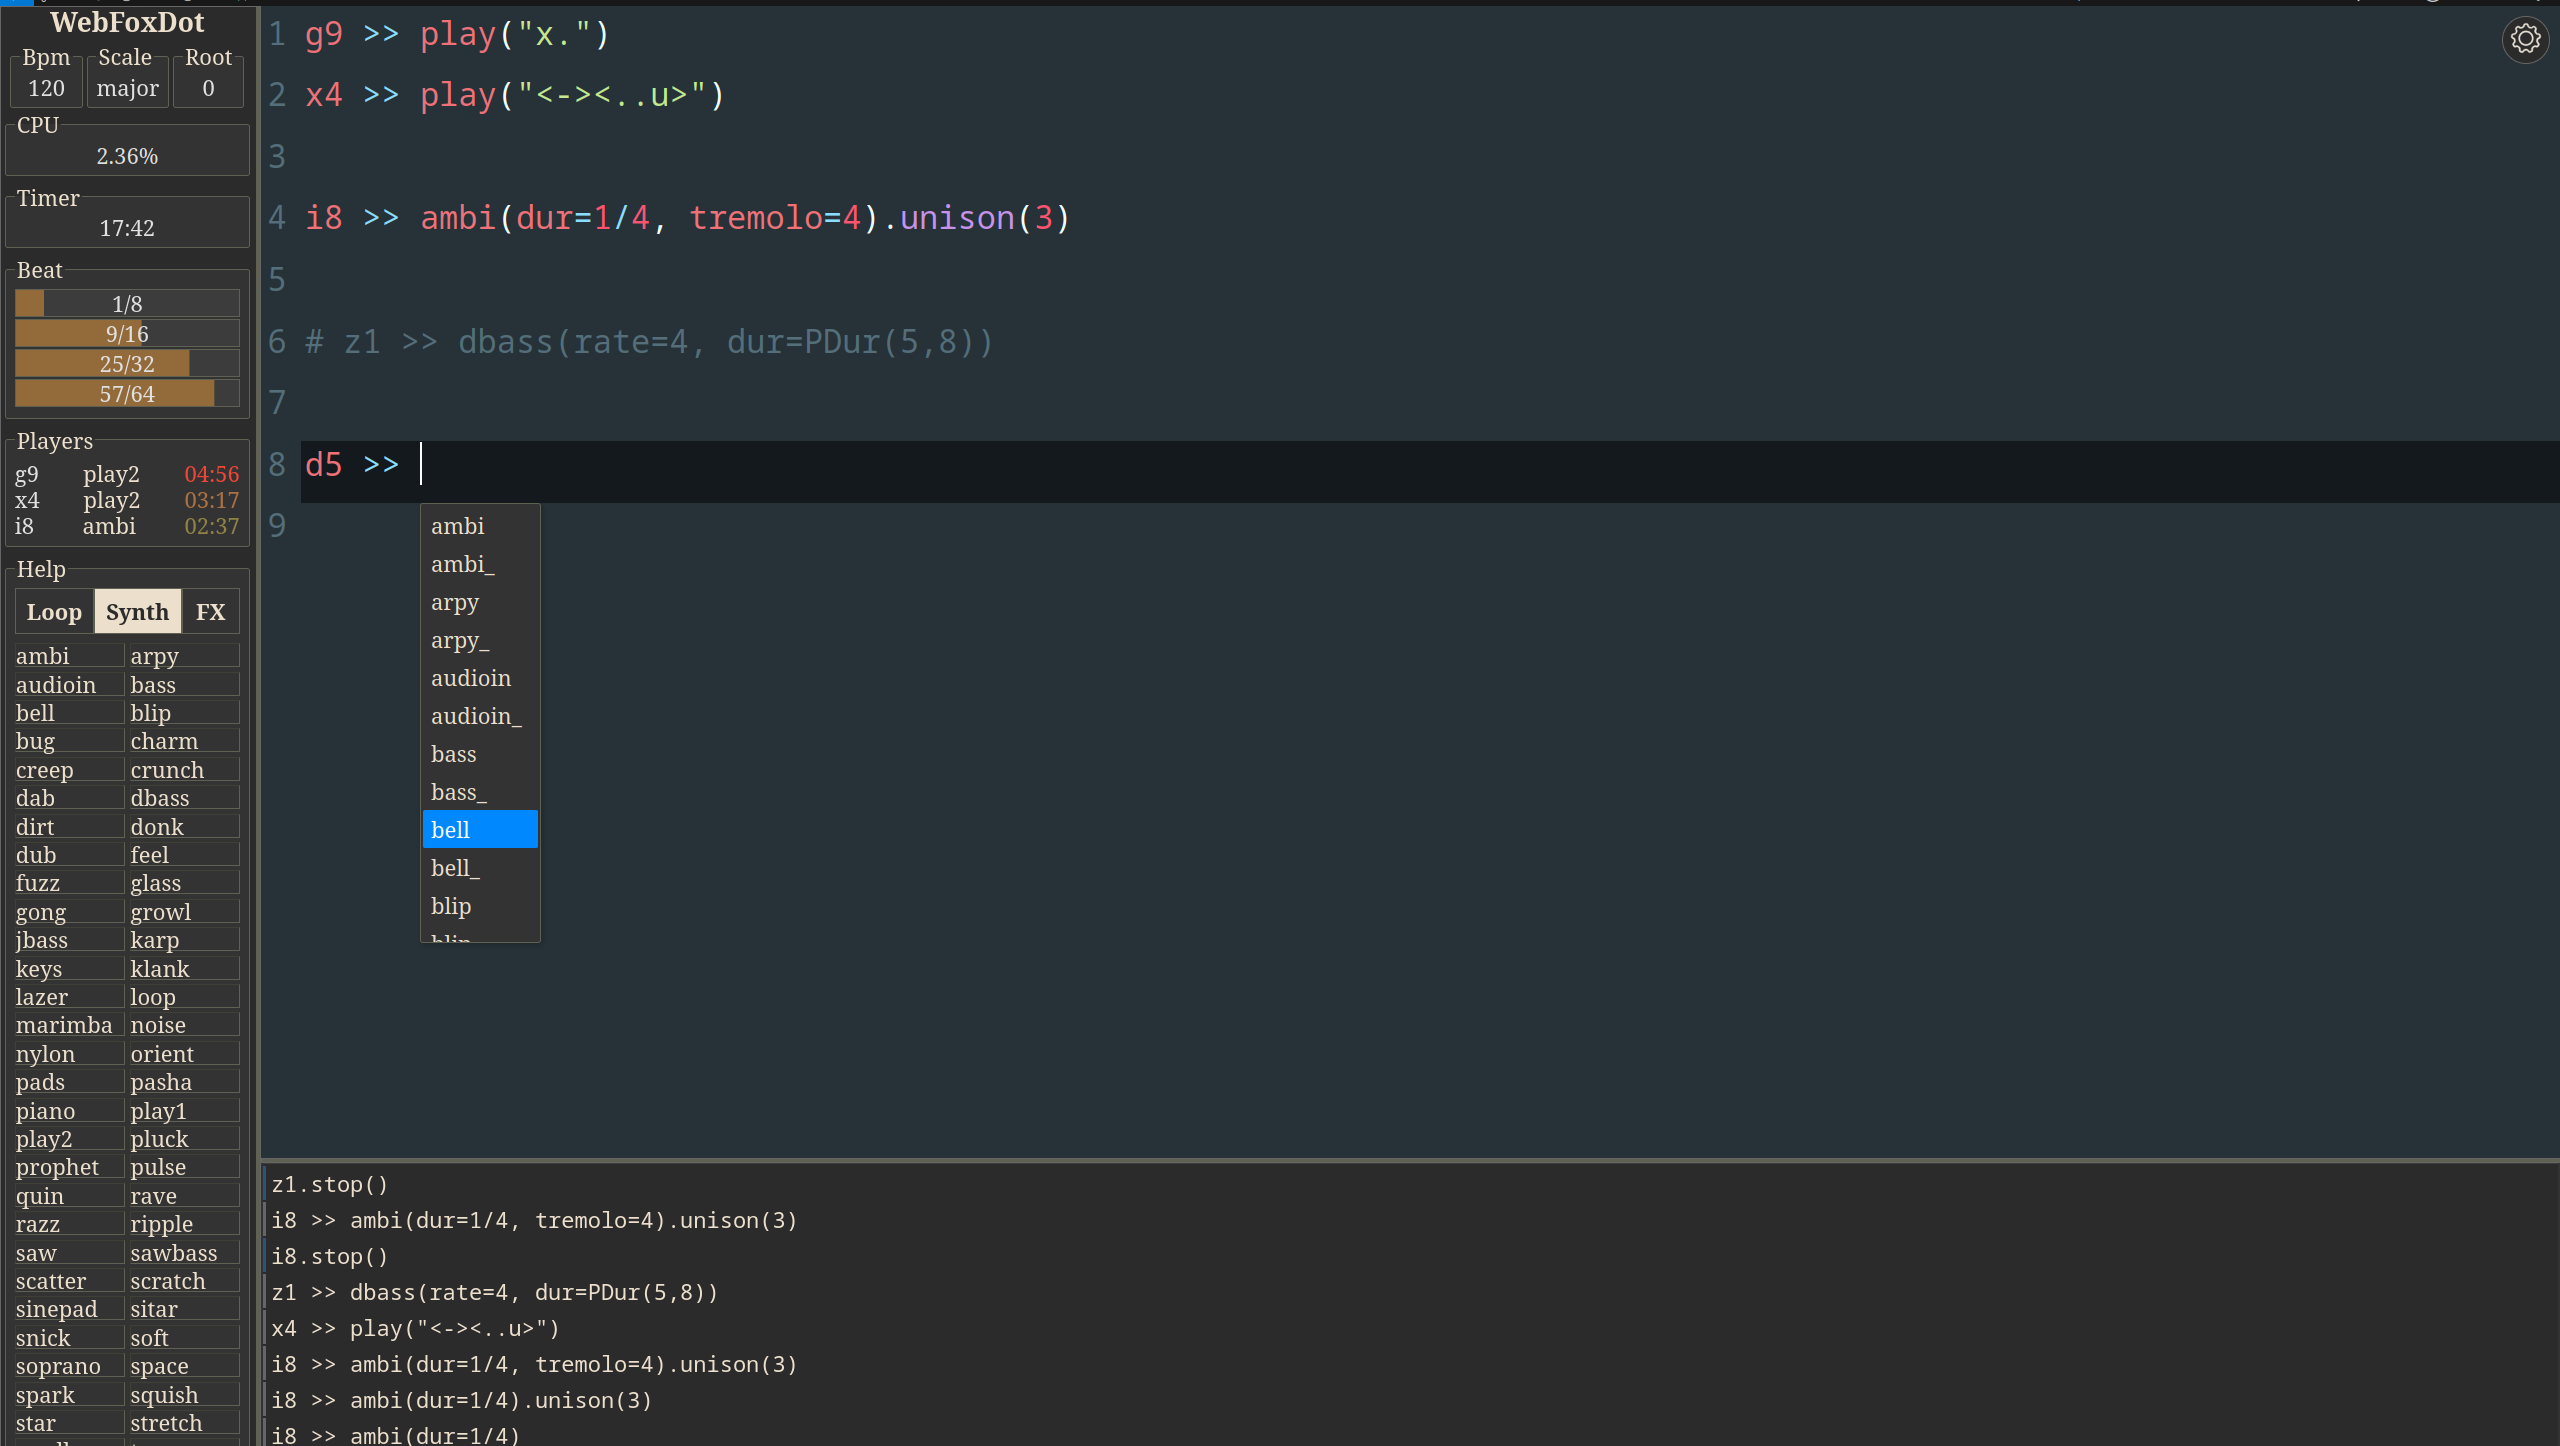 WebFoxDot
Bpm Scale Root
120 major 0
CPU
2.36%
Timer
17:42
Beat
1/8
9/16
25/32
57/64
Players
g9 play2 04:56
x4 play2 03:17
i8 ambi 02:37
Help
Loop Synth FX
ambi arpy
audioin bass
bell blip
bug charm
creep crunch
dab dbass
dirt donk
dub feel
fuzz glass
gong growl
jbass karp
keys klank
lazer loop
marimba noise
nylon orient
pads pasha
piano play1
play2 pluck
prophet pulse
quin rave
razz ripple
saw sawbass
scatter scratch
sinepad sitar
snick soft
soprano space
spark squish
star stretch
1 g9 >> play("x.")
2 x4 >> play("<-><..u>")
3
4 i8 >> ambi(dur=1/4, tremolo=4).unison(3)
5
6 # z1 >> dbass(rate=4, dur=PDur(5,8))
7
8 d5 >>
9
ambi
ambi_
arpy
arpy_
audioin
audioin_
bass
bass_
bell
bell_
blip
z1.stop()
i8 >> ambi(dur=1/4, tremolo=4).unison(3)
i8.stop()
z1 >> dbass(rate=4, dur=PDur(5,8))
x4 >> play("<-><..u>")
i8 >> ambi(dur=1/4, tremolo=4).unison(3)
i8 >> ambi(dur=1/4).unison(3)
i8 >> ambi(dur=1/4)